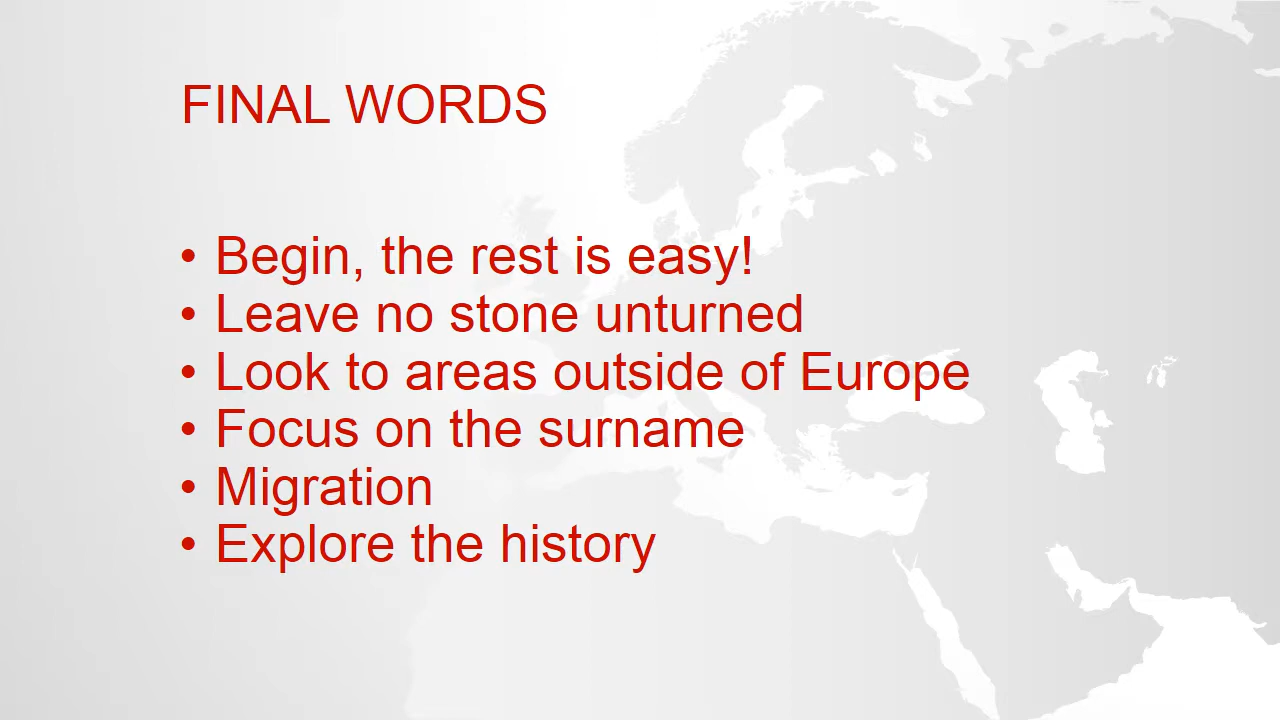 FINAL WORDS
• Begin, the rest is easy!
• Leave no stone unturned
• Look to areas outside of Europe
• Focus on the surname
• Migration
• Explore the history